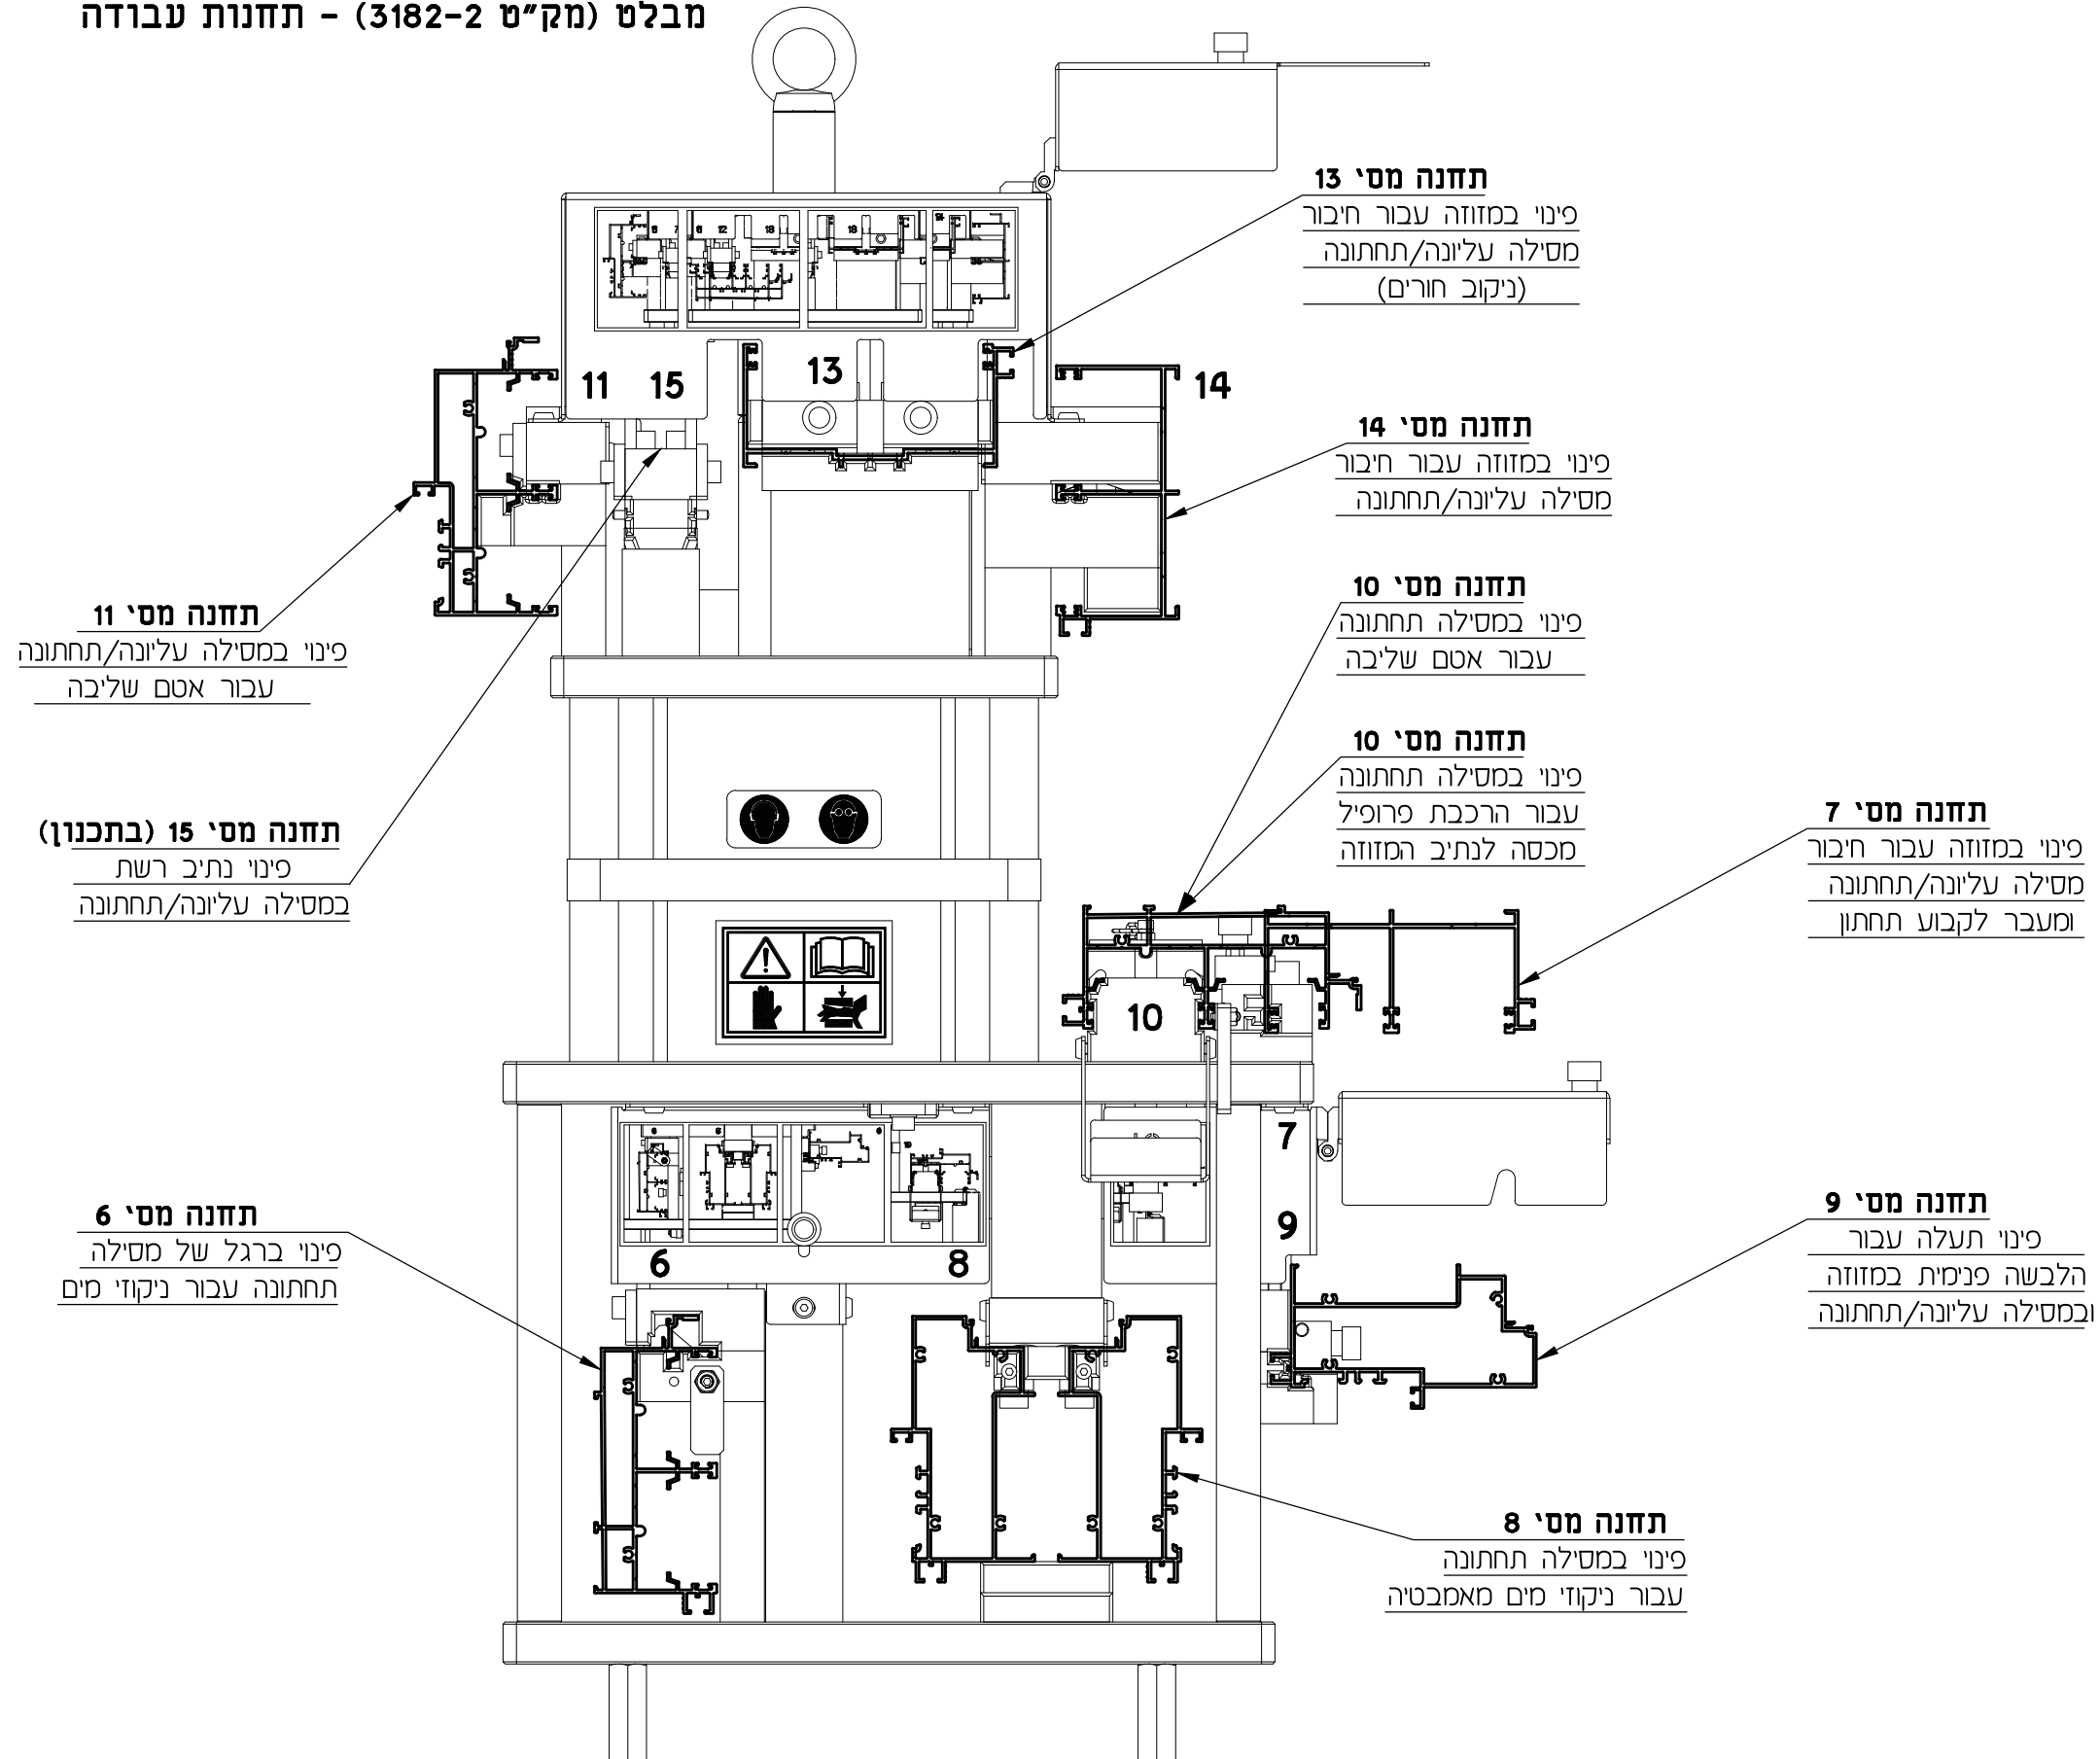 מבלט (מק״ט 3182-2) - תחנות עבודה
תחנה מס' 13
פינוי במזוזה עבור חיבור
מסילה עליונה/תחתונה
(ניקוב חורים)
11
15
13
14
תחנה מס' 14
פינוי במזוזה עבור חיבור
מסילה עליונה/תחתונה
תחנה מס' 11
פינוי במסילה עליונה/תחתונה
עבור אטם שליבה
תחנה מס' 10
פינוי במסילה תחתונה
עבור אטם שליבה
תחנה מס' 10
פינוי במסילה תחתונה
עבור הרכבת פרופיל
מכסה לנתיב המזוזה
תחנה מס' 15 (בתכנון)
פינוי נתיב רשת
במסילה עליונה/תחתונה
תחנה מס' 7
פינוי במזוזה עבור חיבור
מסילה עליונה/תחתונה
ומעבר לקבוע תחתון
10
7
9
6
8
תחנה מס' 6
פינוי ברגל של מסילה
תחתונה עבור ניקוזי מים
תחנה מס' 9
פינוי תעלה עבור
הלבשה פנימית במזוזה
ובמסילה עליונה/תחתונה
תחנה מס' 8
פינוי במסילה תחתונה
עבור ניקוזי מים מאמבטיה